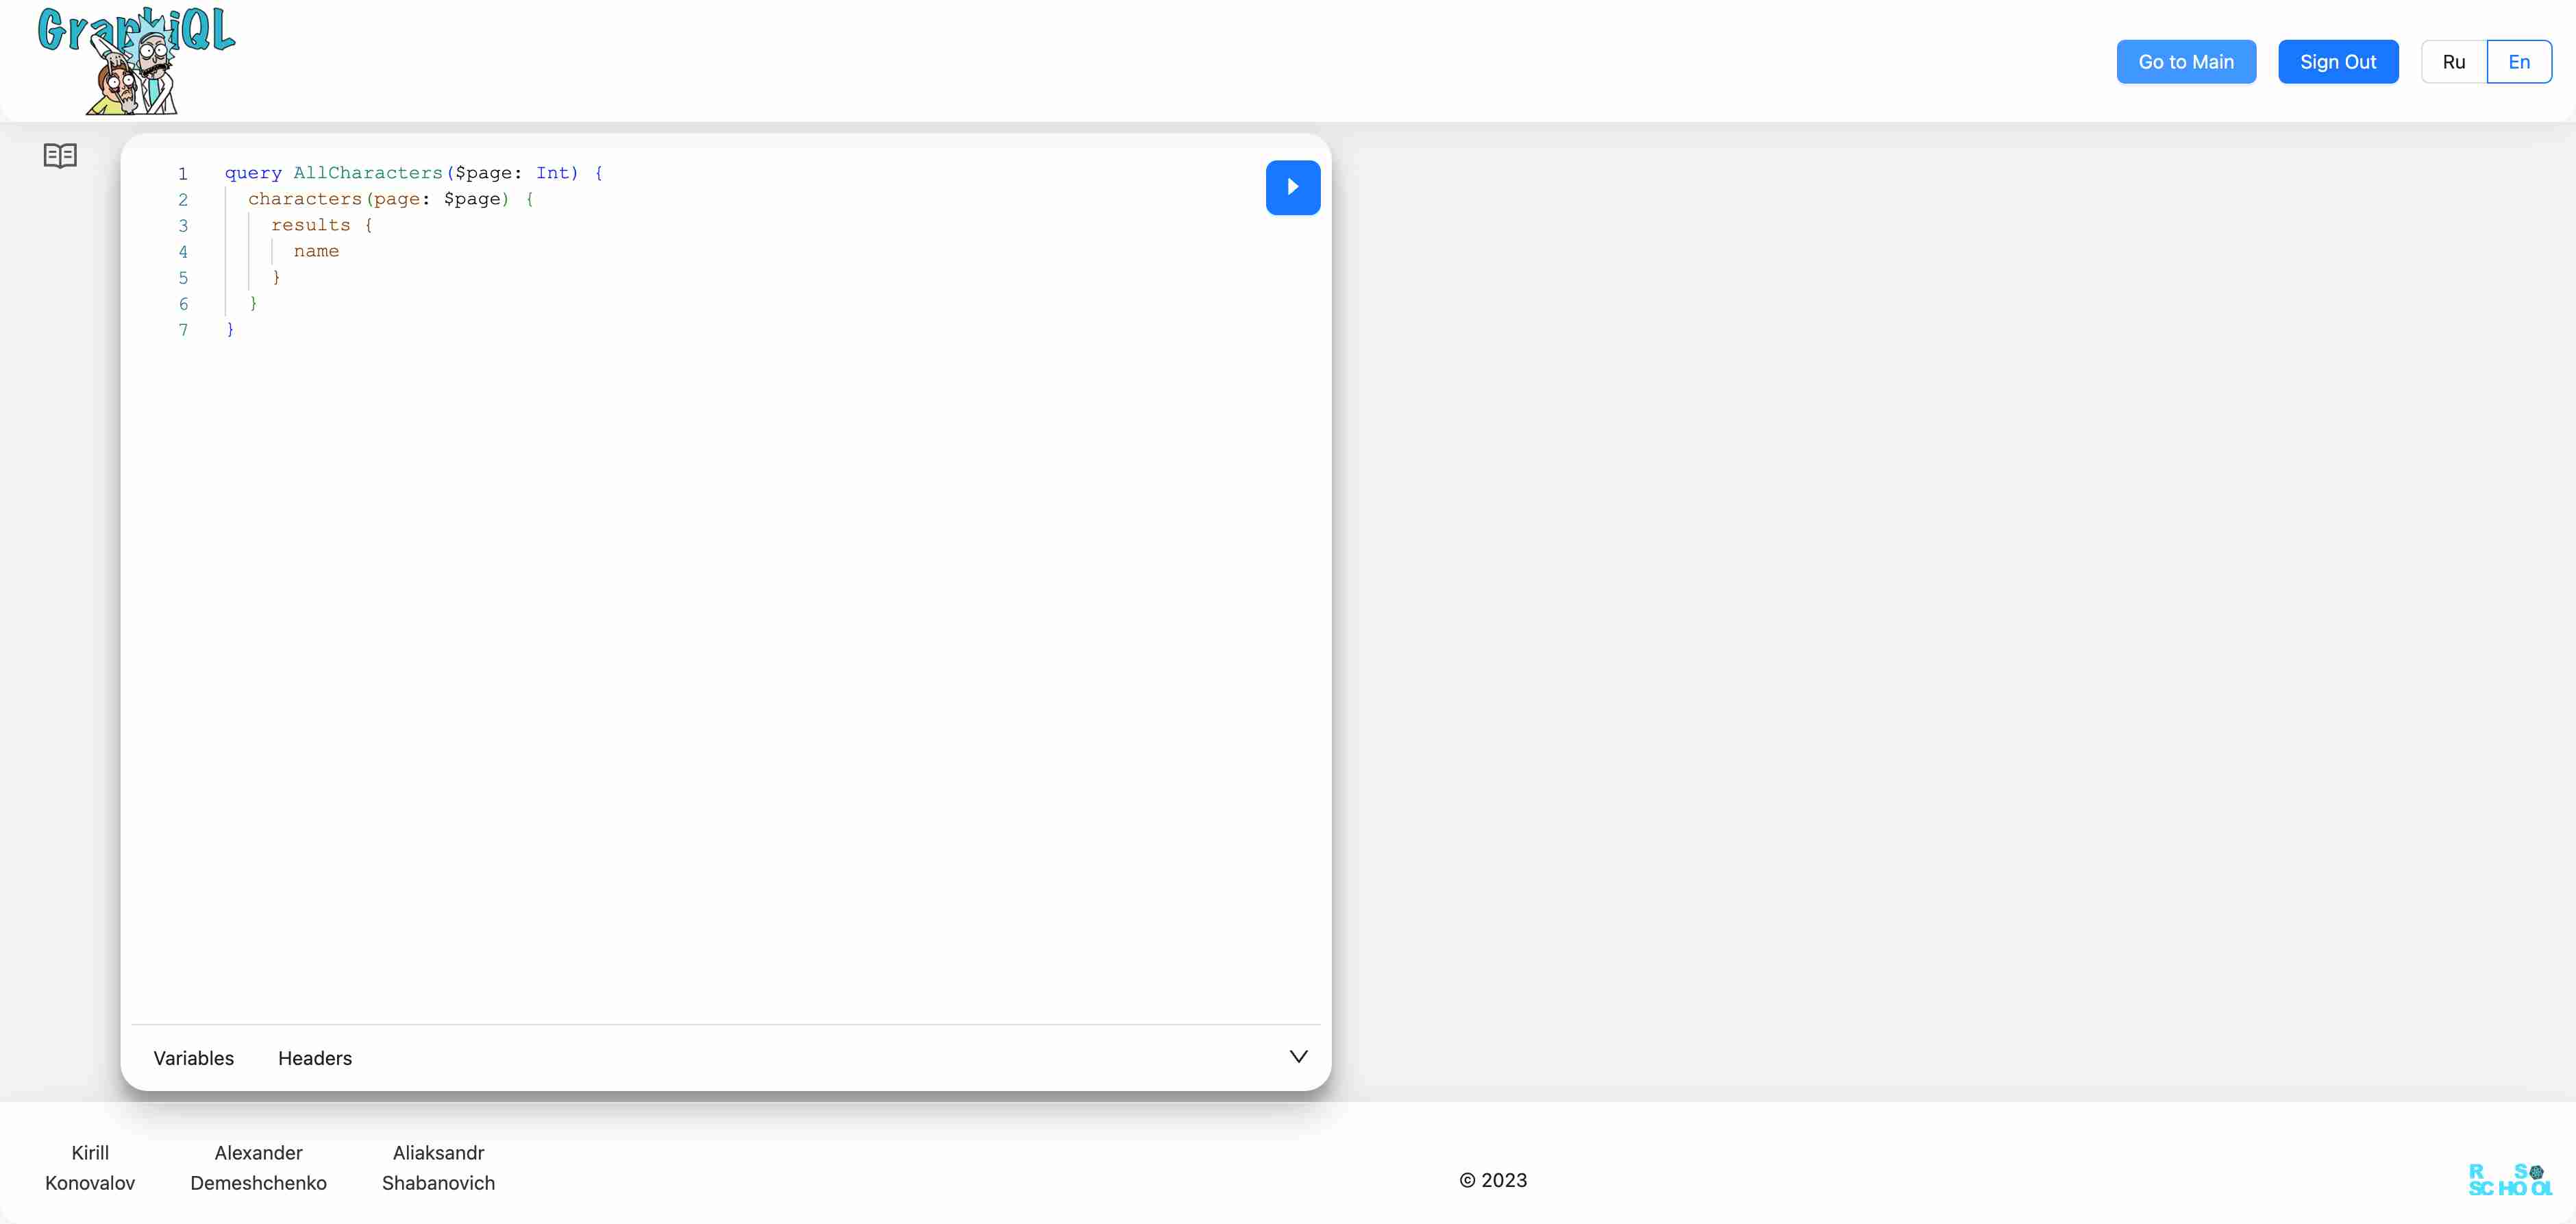 GraphiQL
Go to Main
Sign Out
Ru
En
1 query AllCharacters($page: Int) {
2 characters(page: $page) {
3 results {
4 name
5 }
6 }
7 }
Variables
Headers
Kirill
Konovalov
Alexander
Demeshchenko
Aliaksandr
Shabanovich
© 2023
RS
SCHOOL